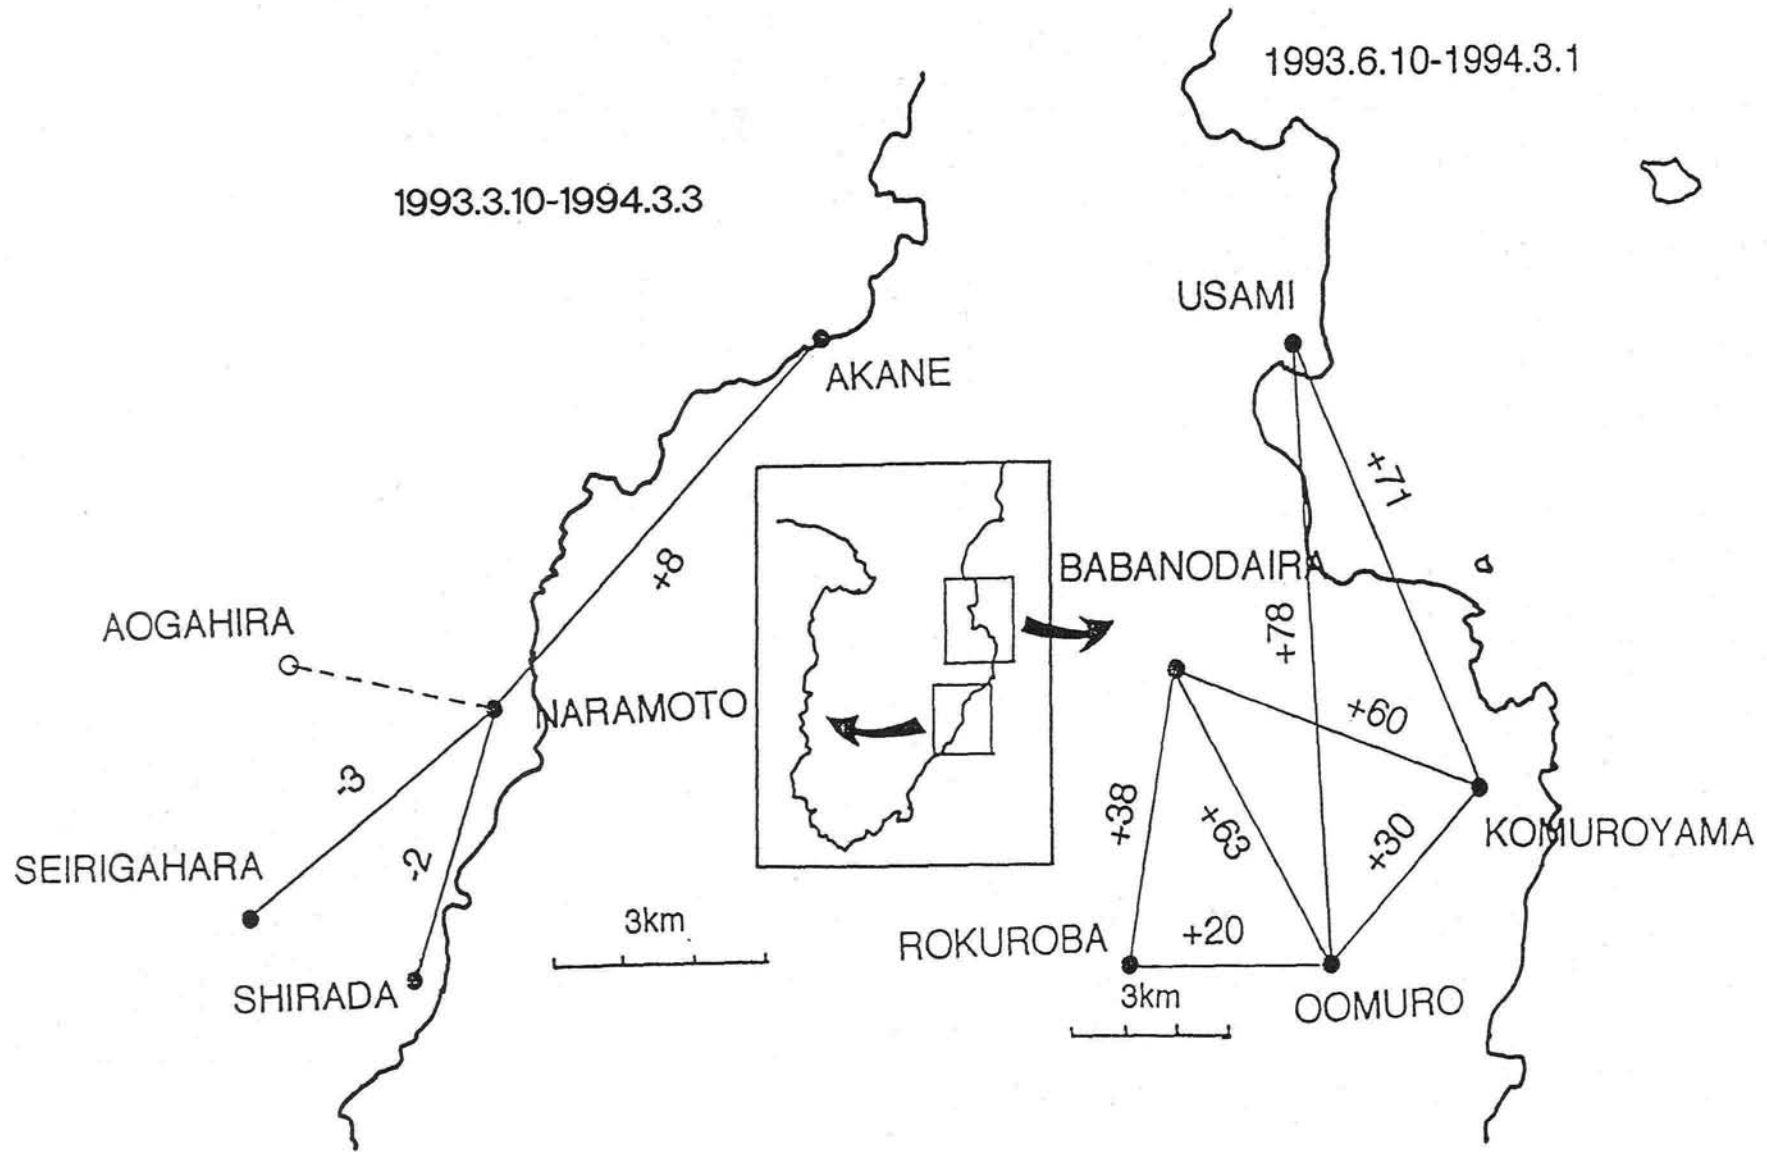 1993.6.10-1994.3.1
1993.3.10-1994.3.3
USAMI
AKANE
+71
+8
BABANODAIRA
AOGAHIRA
+78
NARAMOTO
+60
-3
+38
+63
+30
KOMUROYAMA
SEIRIGAHARA
-2
3km
ROKUROBA
+20
SHIRADA
3km
OOMURO